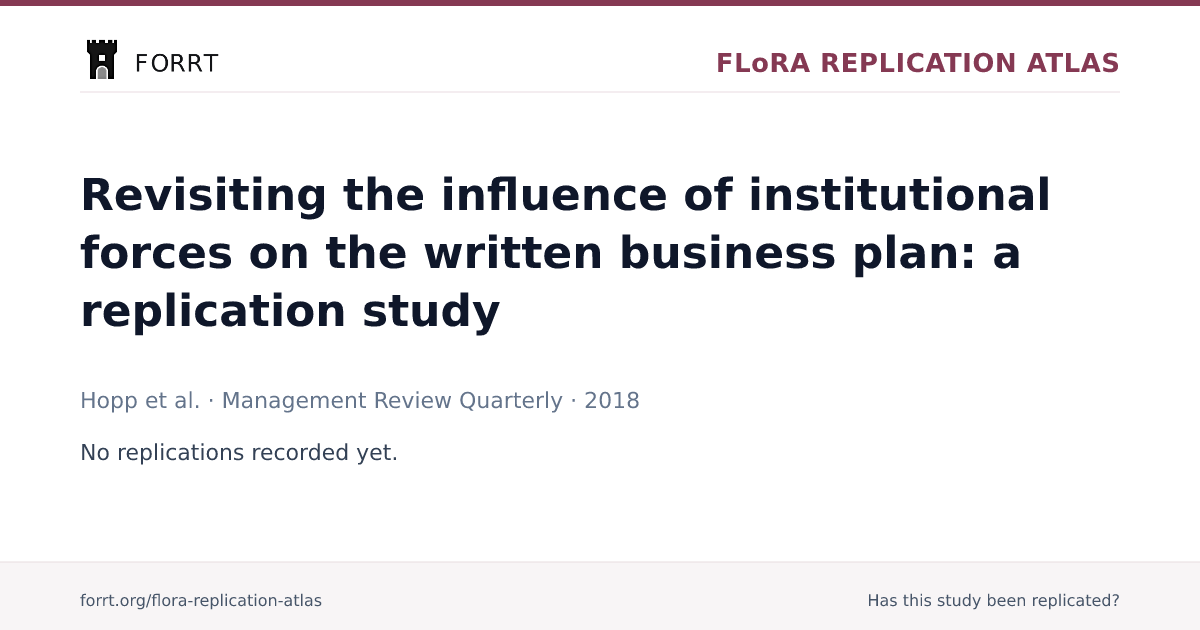 FORRT
FLoRA REPLICATION ATLAS
Revisiting the influence of institutional
forces on the written business plan: a
replication study
Hopp et al. · Management Review Quarterly · 2018
No replications recorded yet.
forrt.org/flora-replication-atlas
Has this study been replicated?